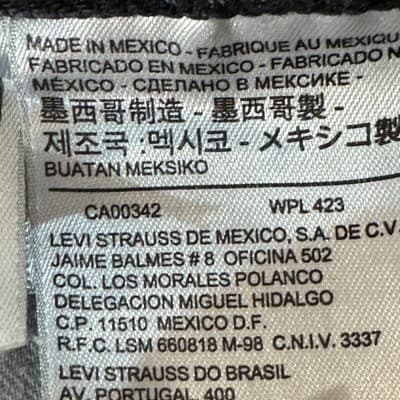 MADE IN MEXICO - FABRIQUE AU MEXIQUE
FABRICADO EN MEXICO - FABRICADO NO
MÉXICO - СДЕЛАНО В МЕКСИКЕ -
墨西哥制造 - 墨西哥製 -
제조국 : 멕시코 - メキシコ製
BUATAN MEKSIKO
CA00342 WPL 423
LEVI STRAUSS DE MEXICO, S.A. DE C.V.
JAIME BALMES # 8 OFICINA 502
COL. LOS MORALES POLANCO
DELEGACION MIGUEL HIDALGO
C.P. 11510 MEXICO D.F.
R.F.C. LSM 660818 M-98 C.N.I.V. 3337
LEVI STRAUSS DO BRASIL
AV. PORTUGAL, 400